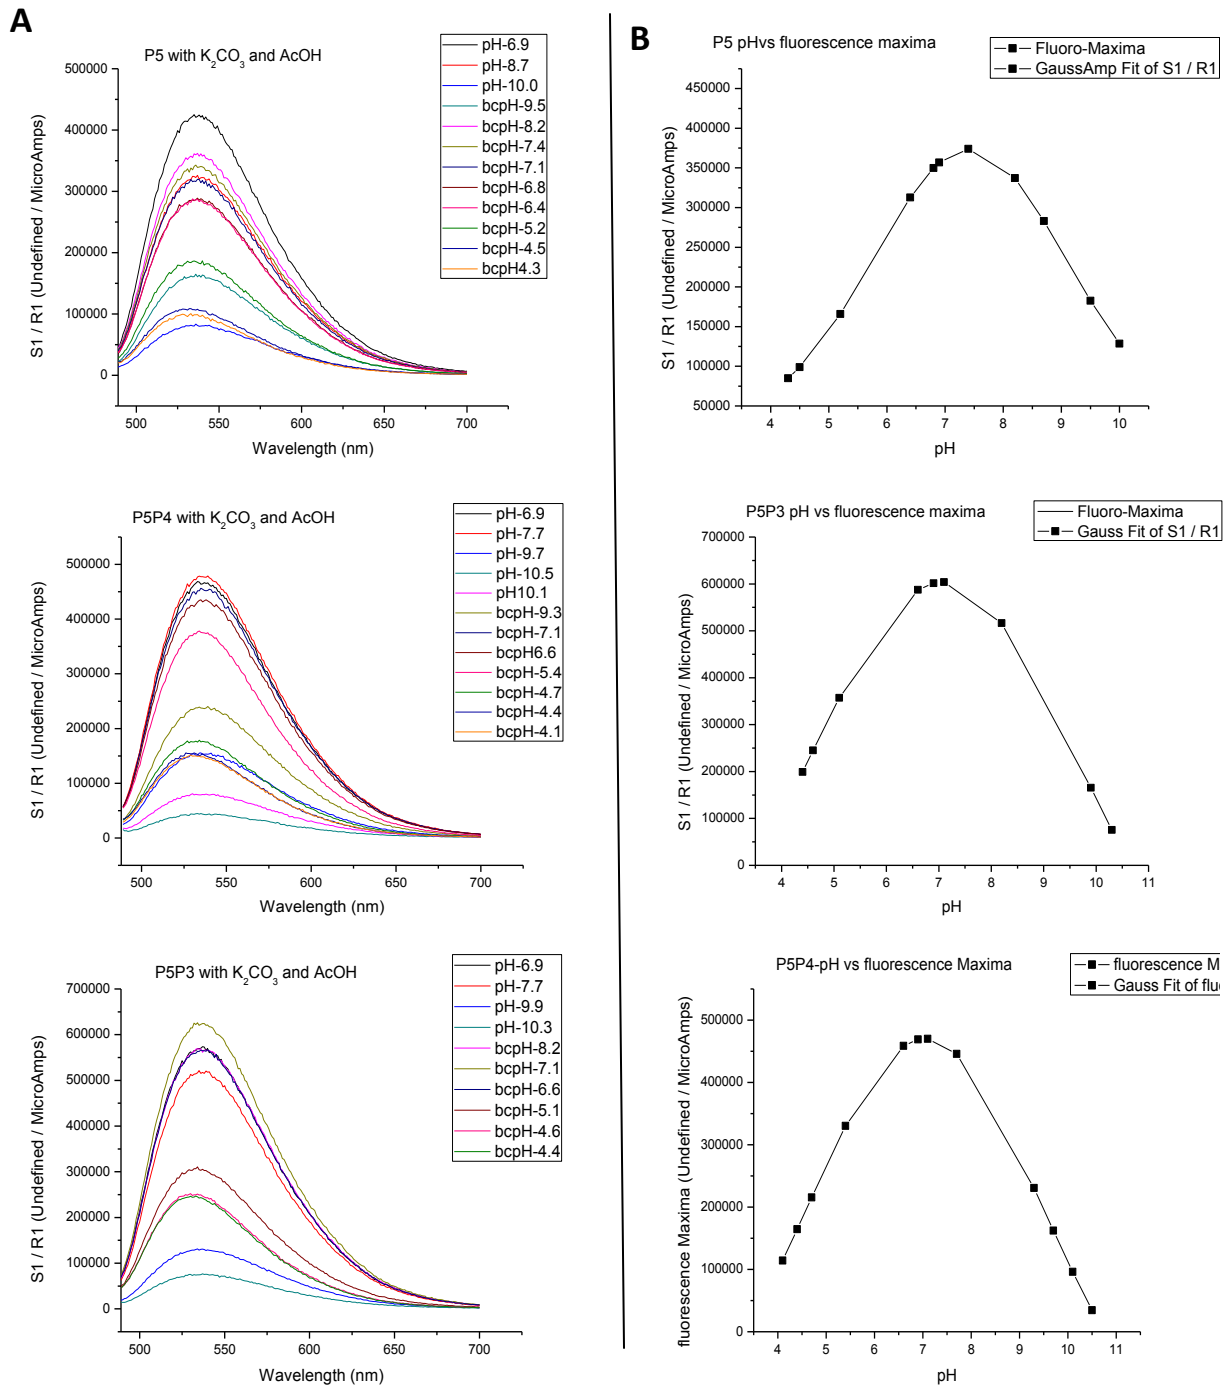 A
P5 with K₂CO₃ and AcOH
pH-6.9
pH-8.7
pH-10.0
bcpH-9.5
bcpH-8.2
bcpH-7.4
bcpH-7.1
bcpH-6.8
bcpH-6.4
bcpH-5.2
bcpH-4.5
bcpH4.3
S1 / R1 (Undefined / MicroAmps)
500000
400000
300000
200000
100000
0
500 550 600 650 700
Wavelength (nm)
P5P4 with K₂CO₃ and AcOH
pH-6.9
pH-7.7
pH-9.7
pH-10.5
pH10.1
bcpH-9.3
bcpH-7.1
bcpH6.6
bcpH-5.4
bcpH-4.7
bcpH-4.4
bcpH-4.1
S1 / R1 (Undefined / MicroAmps)
500000
400000
300000
200000
100000
0
500 550 600 650 700
Wavelength (nm)
P5P3 with K₂CO₃ and AcOH
pH-6.9
pH-7.7
pH-9.9
pH-10.3
bcpH-8.2
bcpH-7.1
bcpH-6.6
bcpH-5.1
bcpH-4.6
bcpH-4.4
S1 / R1 (Undefined / MicroAmps)
700000
600000
500000
400000
300000
200000
100000
0
500 550 600 650 700
Wavelength (nm)
B
P5 pHvs fluorescence maxima
Fluoro-Maxima
GaussAmp Fit of S1 / R1
S1 / R1 (Undefined / MicroAmps)
450000
400000
350000
300000
250000
200000
150000
100000
50000
4 5 6 7 8 9 10
pH
P5P3 pH vs fluorescence maxima
Fluoro-Maxima
Gauss Fit of S1 / R1
S1 / R1 (Undefined / MicroAmps)
700000
600000
500000
400000
300000
200000
100000
0
4 5 6 7 8 9 10 11
pH
P5P4-pH vs fluorescence Maxima
fluorescence M
Gauss Fit of fluo
fluorescence Maxima (Undefined / MicroAmps)
500000
400000
300000
200000
100000
0
4 5 6 7 8 9 10 11
pH